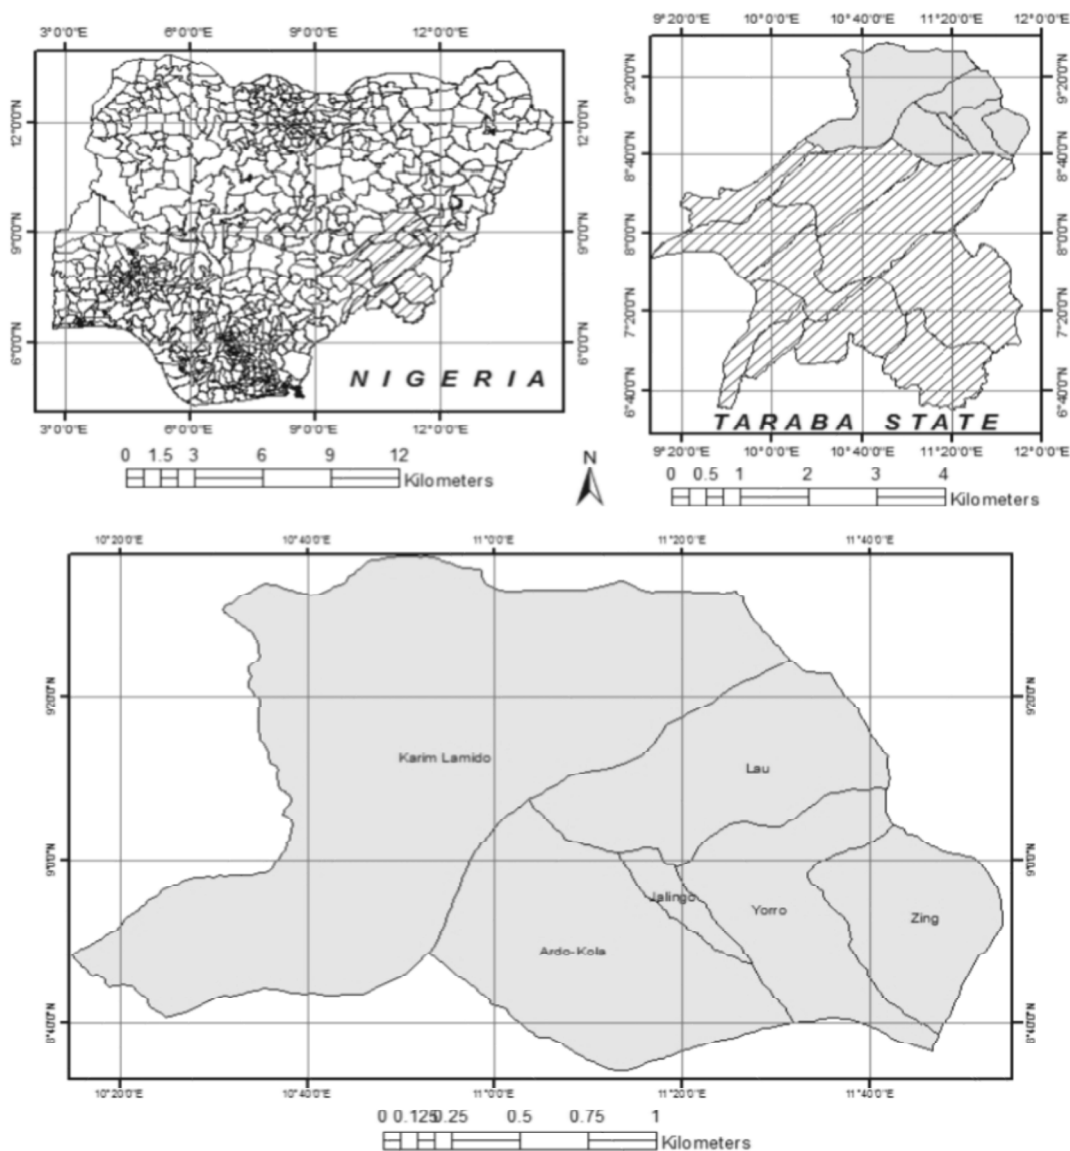 3°0'0"E 6°0'0"E 9°0'0"E 12°0'0"E
12°0'0"N 12°0'0"N
9°0'0"N 9°0'0"N
6°0'0"N 6°0'0"N
NIGERIA
3°0'0"E 6°0'0"E 9°0'0"E 12°0'0"E
0 1.5 3 6 9 12
Kilometers
N
9°20'0"E 10°0'0"E 10°40'0"E 11°20'0"E 12°0'0"E
9°20'0"N 9°20'0"N
8°40'0"N 8°40'0"N
8°0'0"N 8°0'0"N
7°20'0"N 7°20'0"N
6°40'0"N 6°40'0"N
TARABA STATE
9°20'0"E 10°0'0"E 10°40'0"E 11°20'0"E 12°0'0"E
0 0.5 1 2 3 4
Kilometers
10°20'0"E 10°40'0"E 11°0'0"E 11°20'0"E 11°40'0"E
9°20'0"N 9°20'0"N
Karim Lamido
Lau
9°0'0"N 9°0'0"N
Jalingo
Yorro
Zing
Ardo-Kola
8°40'0"N 8°40'0"N
10°20'0"E 10°40'0"E 11°0'0"E 11°20'0"E 11°40'0"E
0 0.125 0.25 0.5 0.75 1
Kilometers